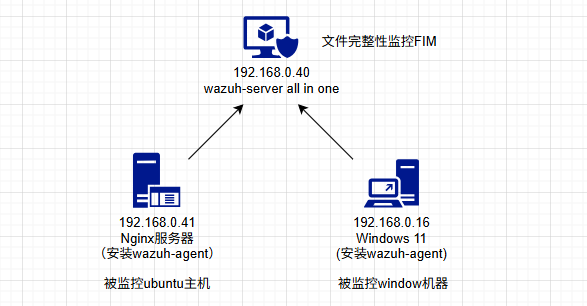 文件完整性监控FIM
192.168.0.40
wazuh-server all in one
192.168.0.41
Nginx服务器
（安装wazuh-agent）
被监控ubuntu主机
192.168.0.16
Windows 11
(安装wazuh-agent)
被监控window机器